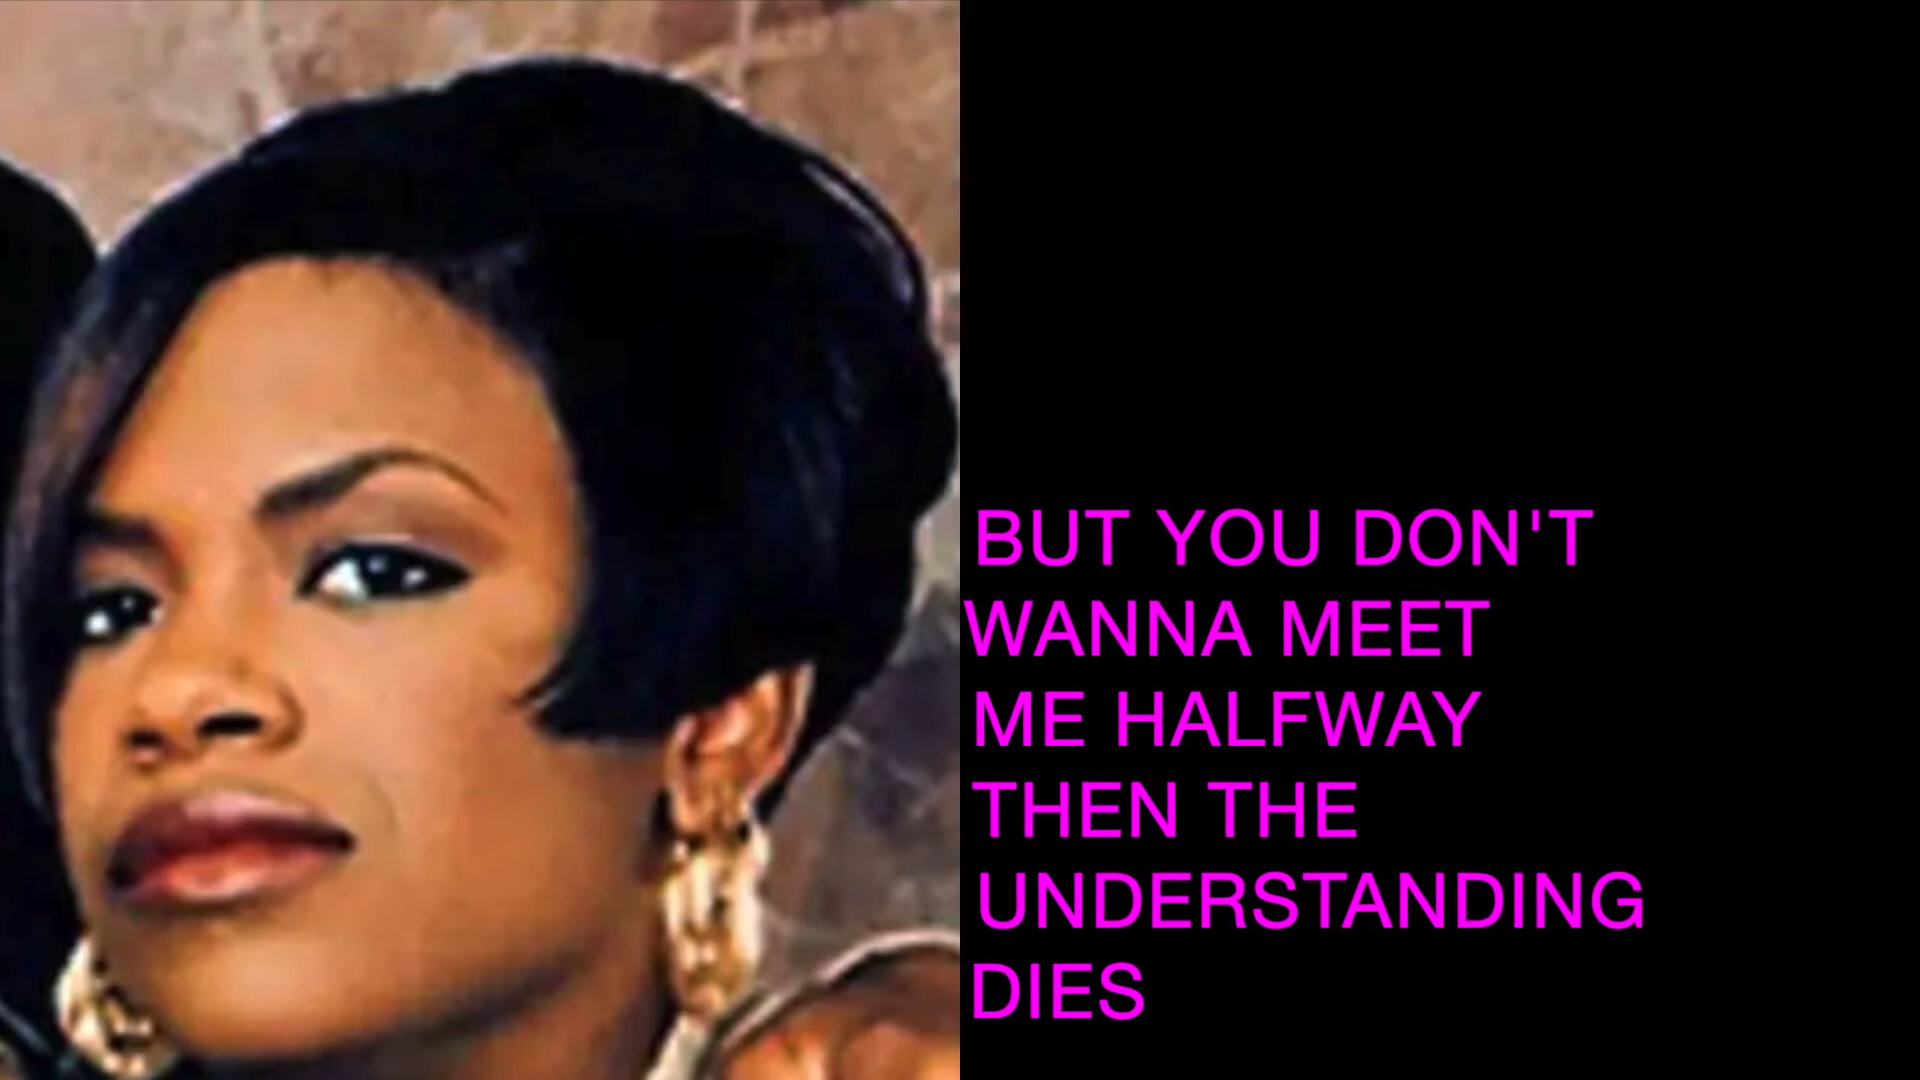 BUT YOU DON'T
WANNA MEET
ME HALFWAY
THEN THE
UNDERSTANDING
DIES